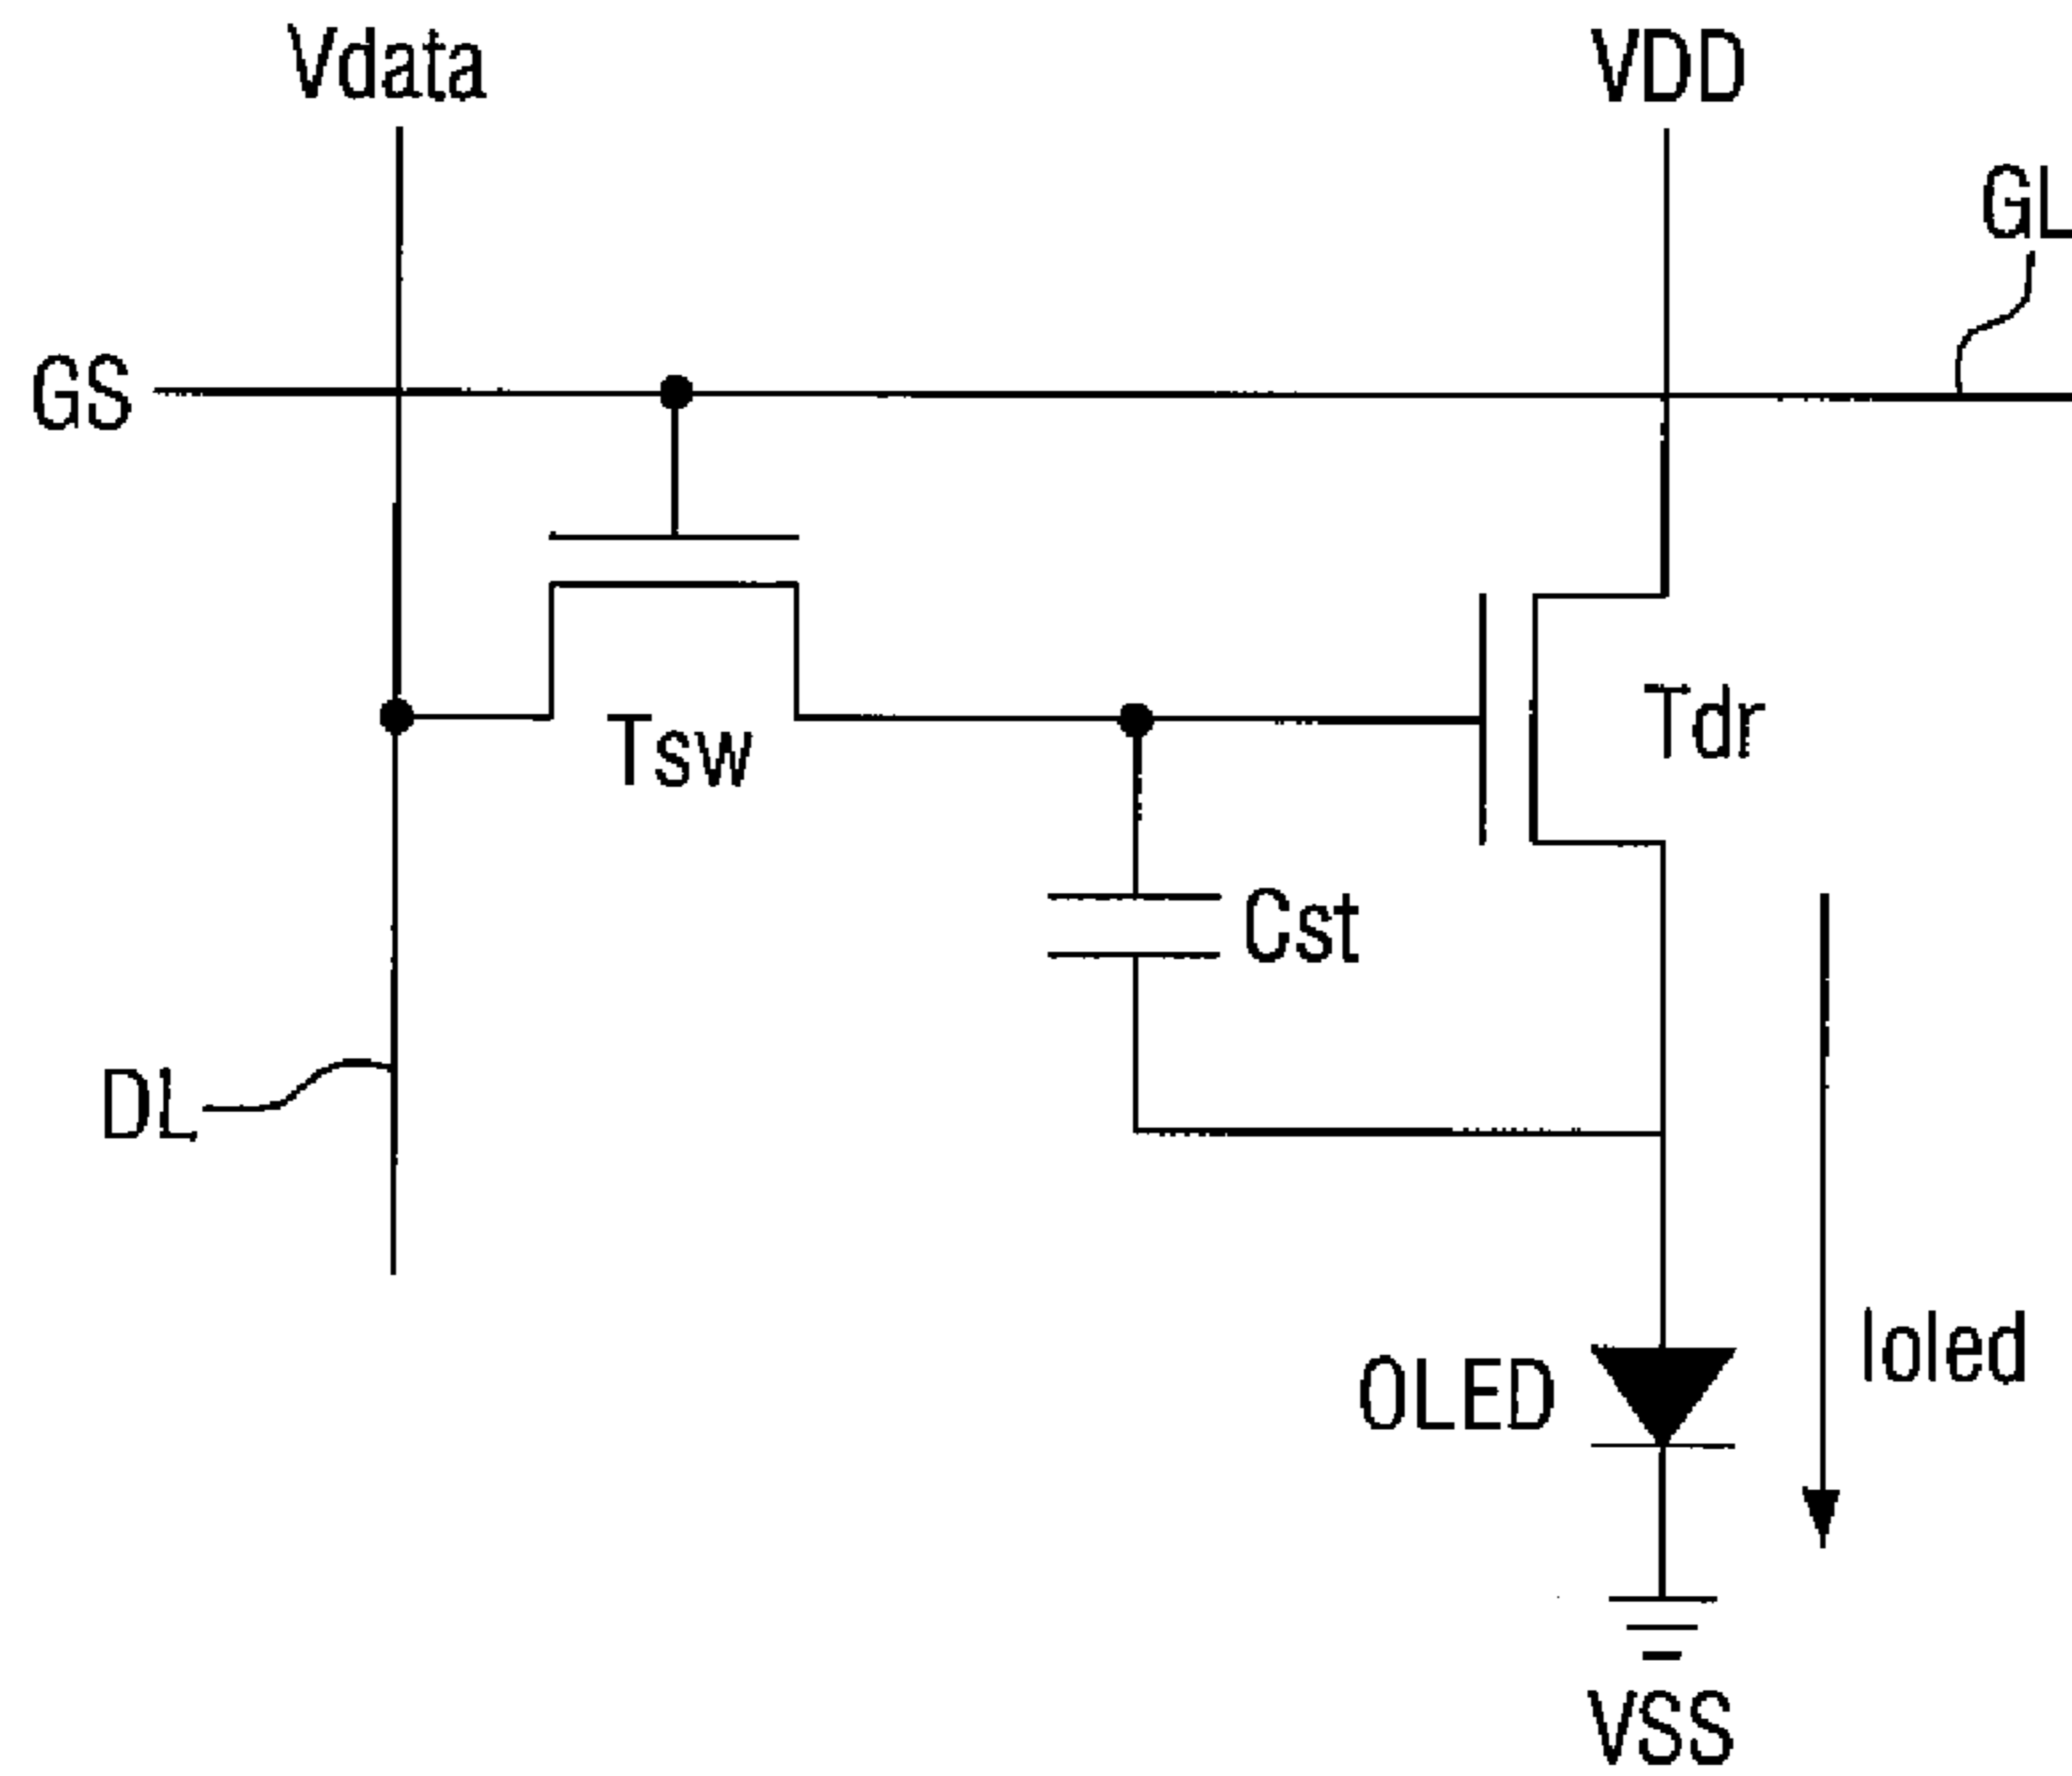 Vdata
VDD
GL
GS
Tsw
Tdr
Cst
DL
Ioled
OLED
VSS